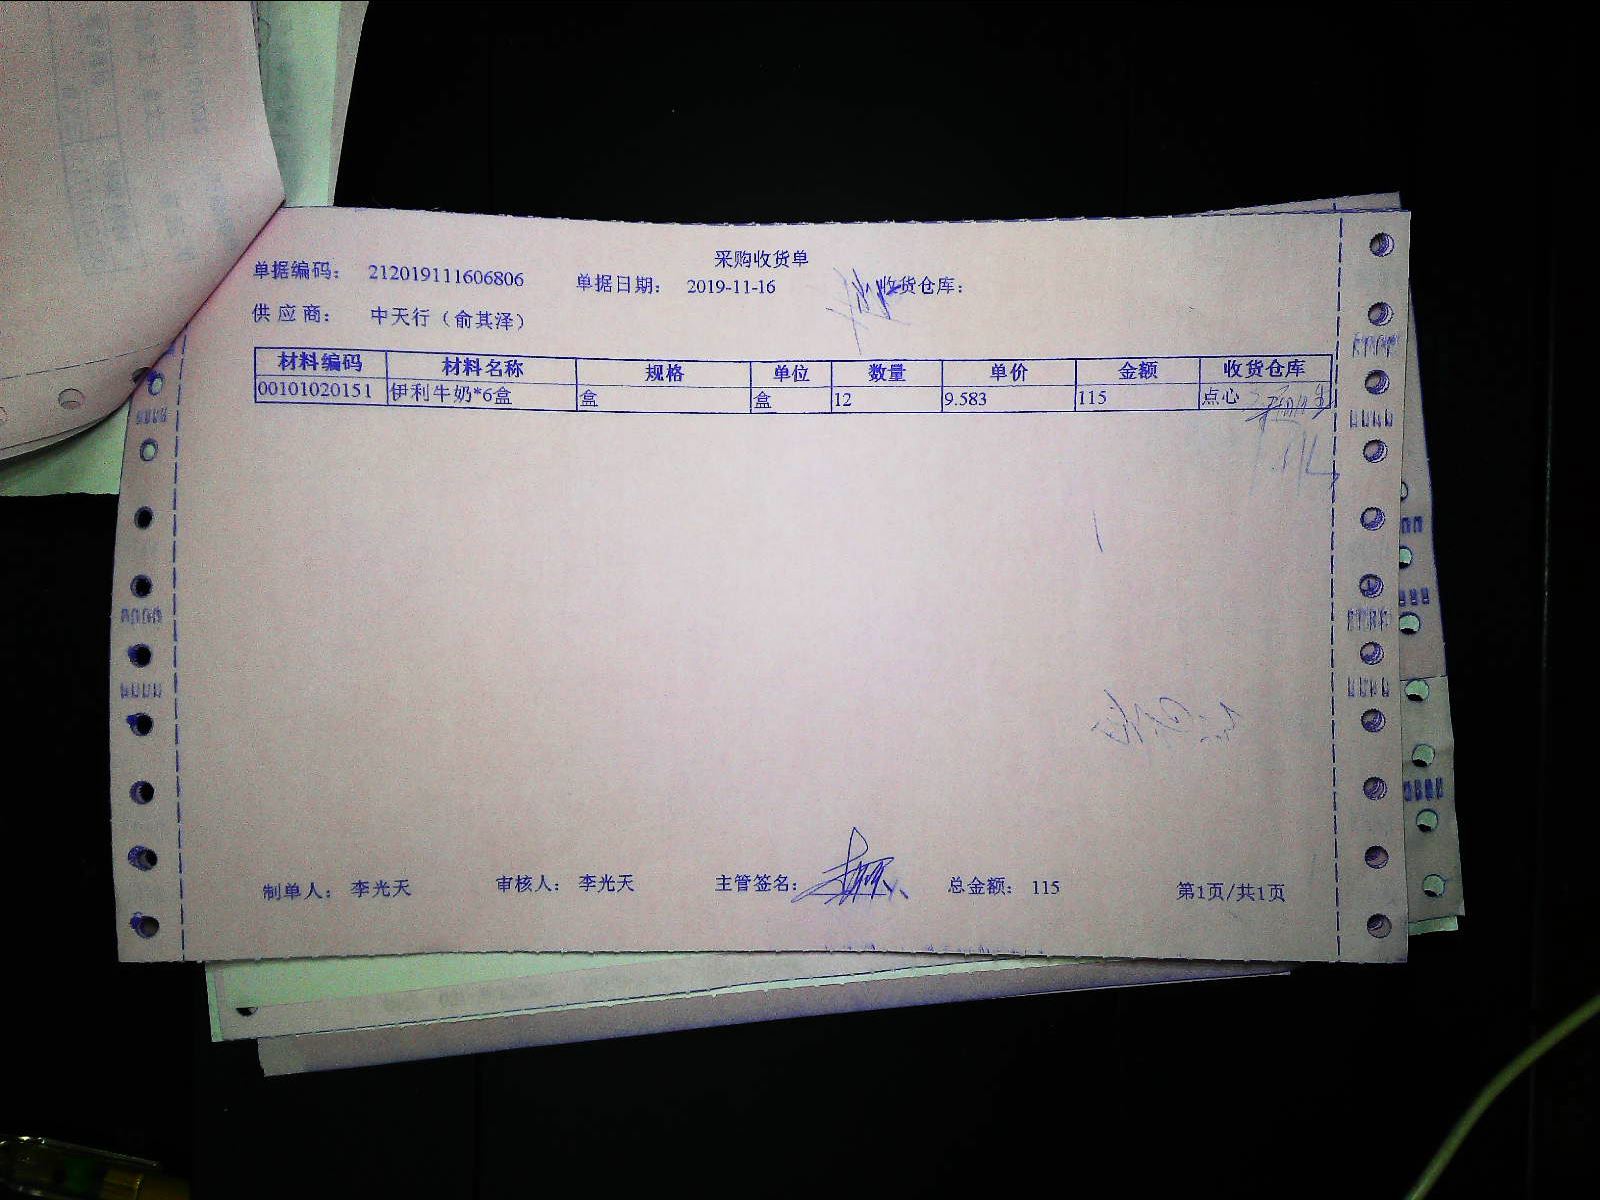 采购收货单
单据编码： 212019111606806 单据日期： 2019-11-16 收货仓库：
供应商： 中天行（俞其泽）
材料编码 材料名称 规格 单位 数量 单价 金额 收货仓库
00101020151 伊利牛奶*6盒 盒 盒 12 9.583 115 点心
制单人： 李光天 审核人： 李光天 主管签名： 总金额： 115 第1页/共1页